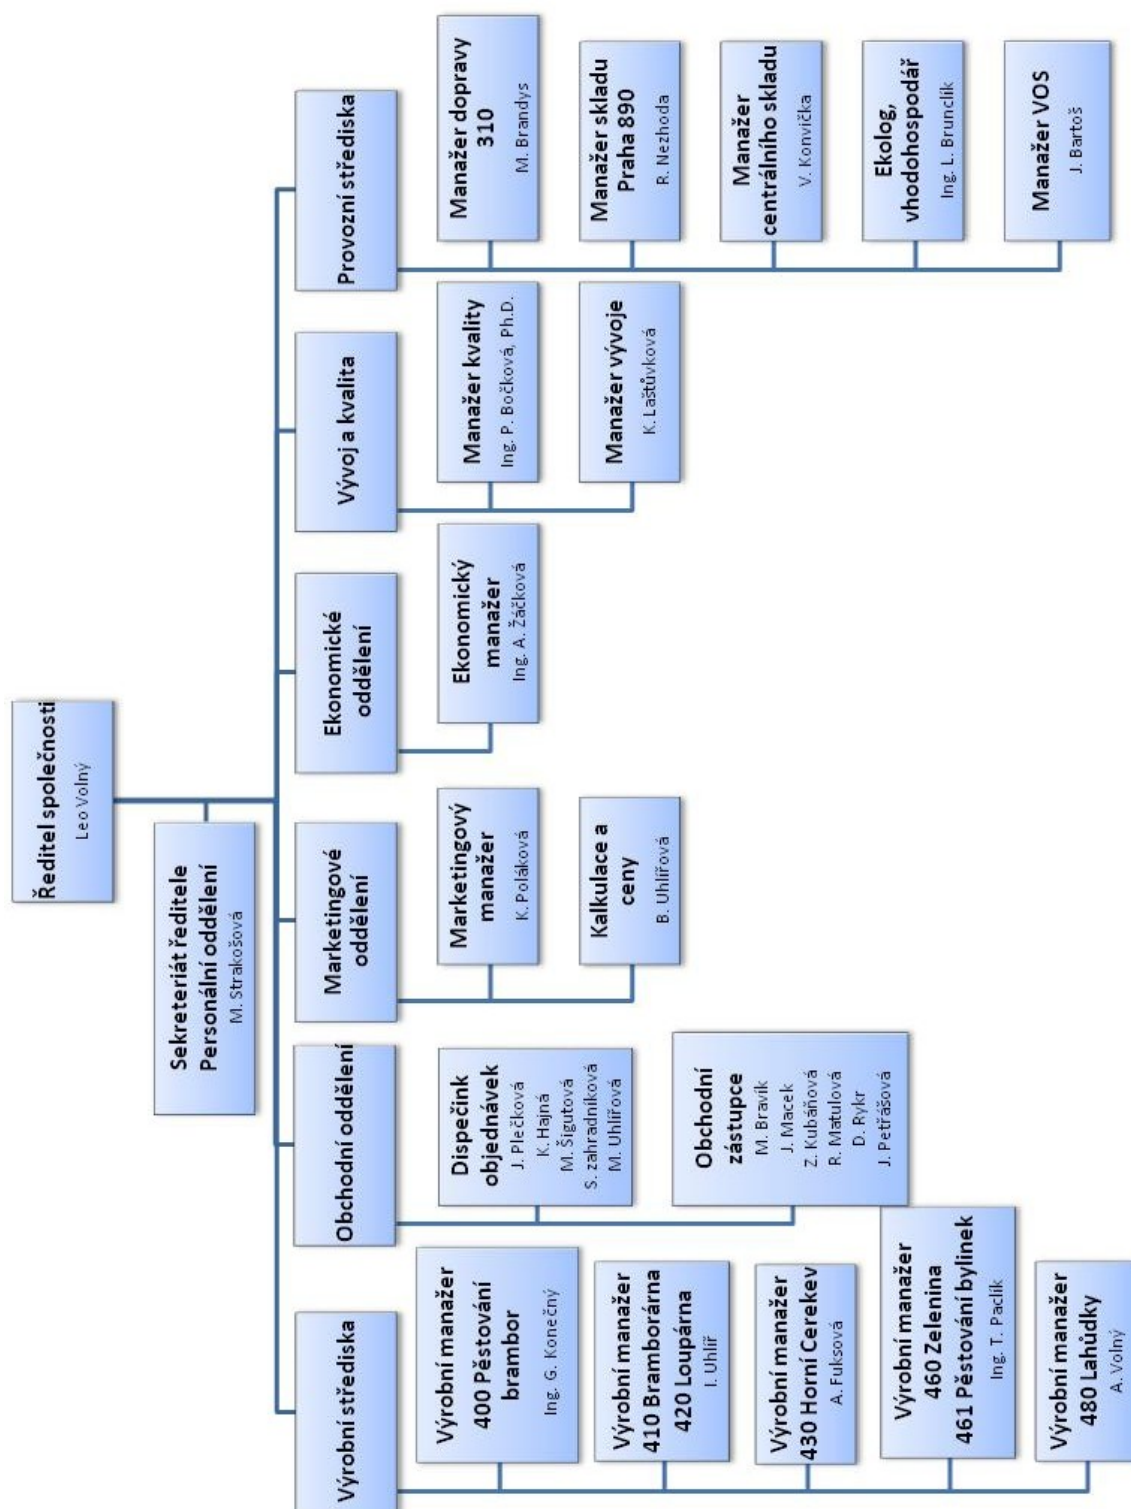 Ředitel společnosti
Leo Volný
Sekreteriát ředitele
Personální oddělení
M. Strakošová
Výrobní střediska
Výrobní manažer
400 Pěstování
brambor
Ing. G. Konečný
Výrobní manažer
410 Bramborárna
420 Loupárna
I. Uhlíř
Výrobní manažer
430 Horní Cerekev
A. Fuksová
Výrobní manažer
460 Zelenina
461 Pěstování bylinek
Ing. T. Paclík
Výrobní manažer
480 Lahůdky
A. Volný
Obchodní oddělení
Dispečink
objednávek
J. Plečková
K. Hajná
M. Šigutová
S. zahradníková
M. Uhlířová
Obchodní
zástupce
M. Bravík
J. Macek
Z. Kubáňová
R. Matulová
D. Rykr
J. Petřášová
Marketingové
oddělení
Marketingový
manažer
K. Poláková
Kalkulace a
ceny
B. Uhlířová
Ekonomické
oddělení
Ekonomický
manažer
Ing. A. Žáčková
Vývoj a kvalita
Manažer kvality
Ing. P. Bočková, Ph.D.
Manažer vývoje
K. Laštůvková
Provozní střediska
Manažer dopravy
310
M. Brandys
Manažer skladu
Praha 890
R. Nezhoda
Manažer
centrálního skladu
V. Konvička
Ekolog,
vhodohospodář
Ing. L. Brunclík
Manažer VOS
J. Bartoš